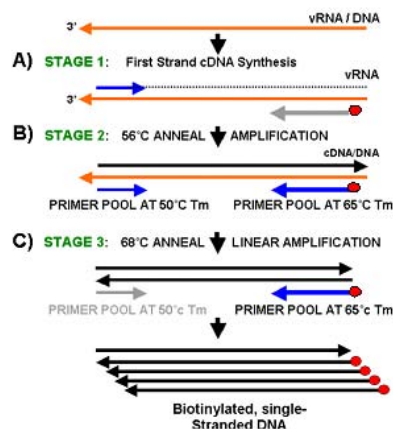 vRNA / DNA
A) STAGE 1: First Strand cDNA Synthesis
vRNA
3'
3'
B) STAGE 2: 56°C ANNEAL AMPLIFICATION
cDNA/DNA
PRIMER POOL AT 50°C Tm PRIMER POOL AT 65°C Tm
C) STAGE 3: 68°C ANNEAL LINEAR AMPLIFICATION
PRIMER POOL AT 50°c Tm PRIMER POOL AT 65°c Tm
Biotinylated, single-
Stranded DNA